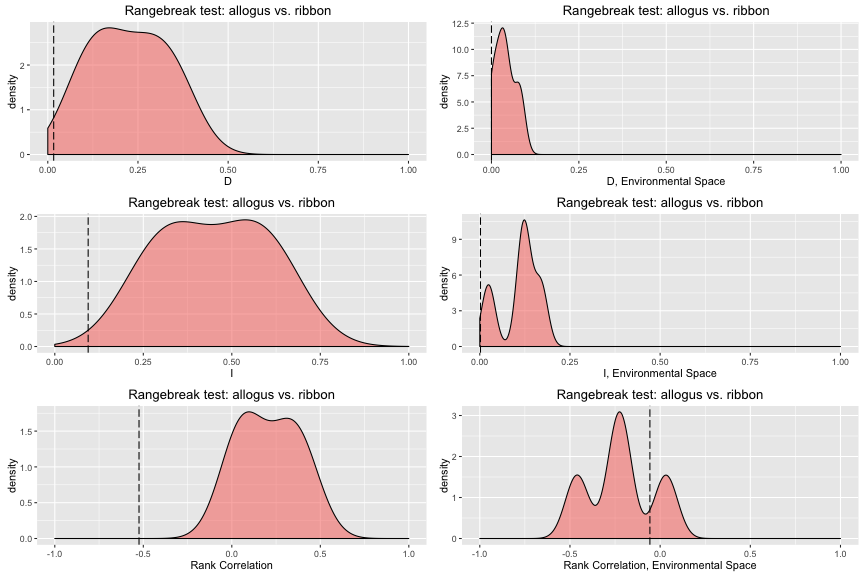 Rangebreak test: allogus vs. ribbon
density
2
1
0
0.00 0.25 0.50 0.75 1.00
D
Rangebreak test: allogus vs. ribbon
density
12.5
10.0
7.5
5.0
2.5
0.0
0.00 0.25 0.50 0.75 1.00
D, Environmental Space
Rangebreak test: allogus vs. ribbon
density
2.0
1.5
1.0
0.5
0.0
0.00 0.25 0.50 0.75 1.00
I
Rangebreak test: allogus vs. ribbon
density
9
6
3
0
0.00 0.25 0.50 0.75 1.00
I, Environmental Space
Rangebreak test: allogus vs. ribbon
density
1.5
1.0
0.5
0.0
-1.0 -0.5 0.0 0.5 1.0
Rank Correlation
Rangebreak test: allogus vs. ribbon
density
3
2
1
0
-1.0 -0.5 0.0 0.5 1.0
Rank Correlation, Environmental Space